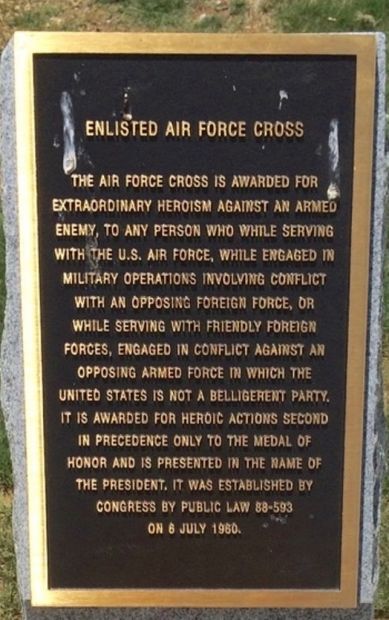 ENLISTED AIR FORCE CROSS
THE AIR FORCE CROSS IS AWARDED FOR
EXTRAORDINARY HEROISM AGAINST AN ARMED
ENEMY, TO ANY PERSON WHO WHILE SERVING
WITH THE U.S. AIR FORCE, WHILE ENGAGED IN
MILITARY OPERATIONS INVOLVING CONFLICT
WITH AN OPPOSING FOREIGN FORCE, OR
WHILE SERVING WITH FRIENDLY FOREIGN
FORCES, ENGAGED IN CONFLICT AGAINST AN
OPPOSING ARMED FORCE IN WHICH THE
UNITED STATES IS NOT A BELLIGERENT PARTY.
IT IS AWARDED FOR HEROIC ACTIONS SECOND
IN PRECEDENCE ONLY TO THE MEDAL OF
HONOR AND IS PRESENTED IN THE NAME OF
THE PRESIDENT. IT WAS ESTABLISHED BY
CONGRESS BY PUBLIC LAW 88-593
ON 6 JULY 1960.